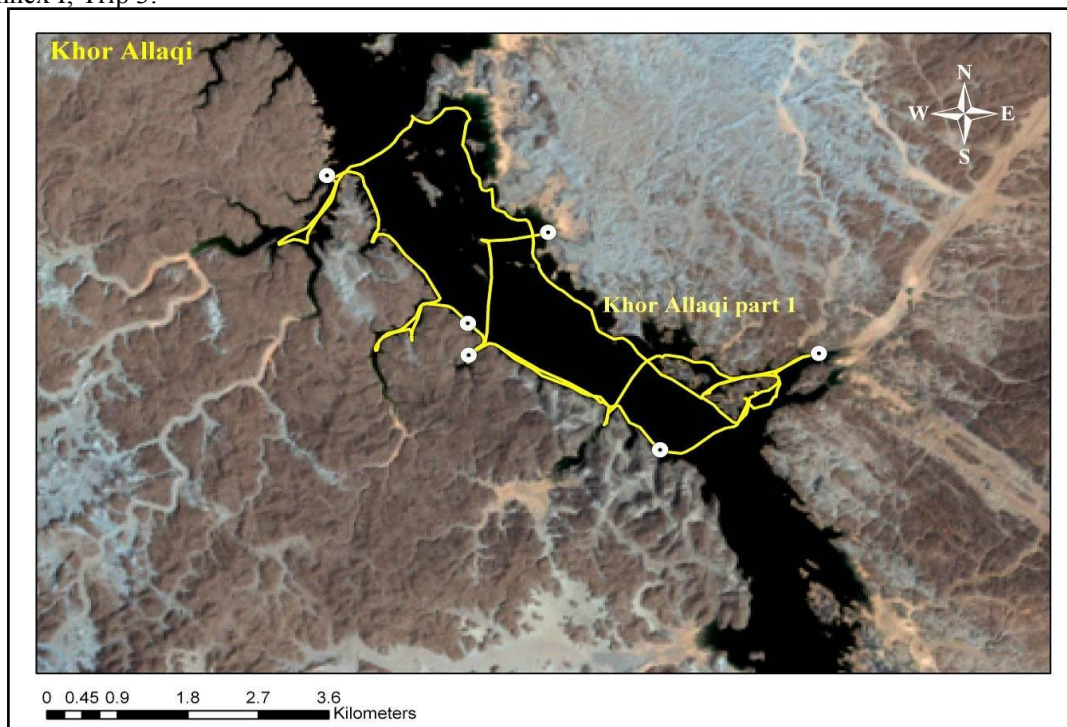 Khor Allaqi
N
W E
S
Khor Allaqi part 1
0 0.45 0.9 1.8 2.7 3.6
Kilometers